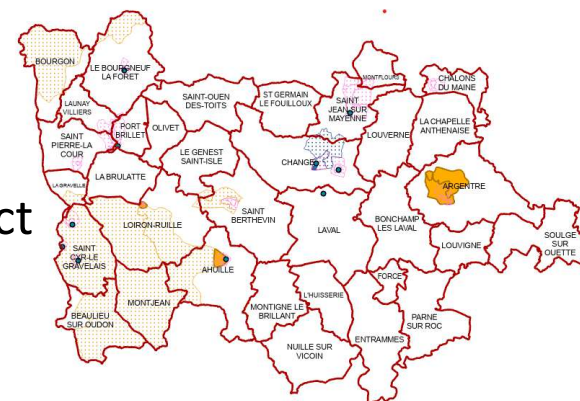 BOURGON
LE BOURGNEUF
LA FORET
MONTFLOURS
CHALONS
DU MAINE
LAUNAY
VILLIERS
SAINT-OUEN
DES-TOITS
ST GERMAIN
LE FOUILLOUX
SAINT
JEAN SUR
MAYENNE
LA CHAPELLE
ANTHENAISE
SAINT
PIERRE-LA
COUR
PORT
BRILLET
OLIVET
LOUVERNE
LE GENEST
SAINT-ISLE
CHANGE
LA GRAVELLE
LA BRULATTE
ARGENTRE
ct
LOIRON-RUILLE
SAINT
BERTHEVIN
LAVAL
BONCHAMP
LES LAVAL
LOUVIGNE
SOULGE
SUR
OUETTE
SAINT
CYR-LE
GRAVELAIS
AHUILLE
FORCE
BEAULIEU
SUR OUDON
MONTJEAN
MONTIGNE LE
BRILLANT
L'HUISSERIE
PARNE
SUR ROC
ENTRAMMES
NUILLE SUR
VICOIN